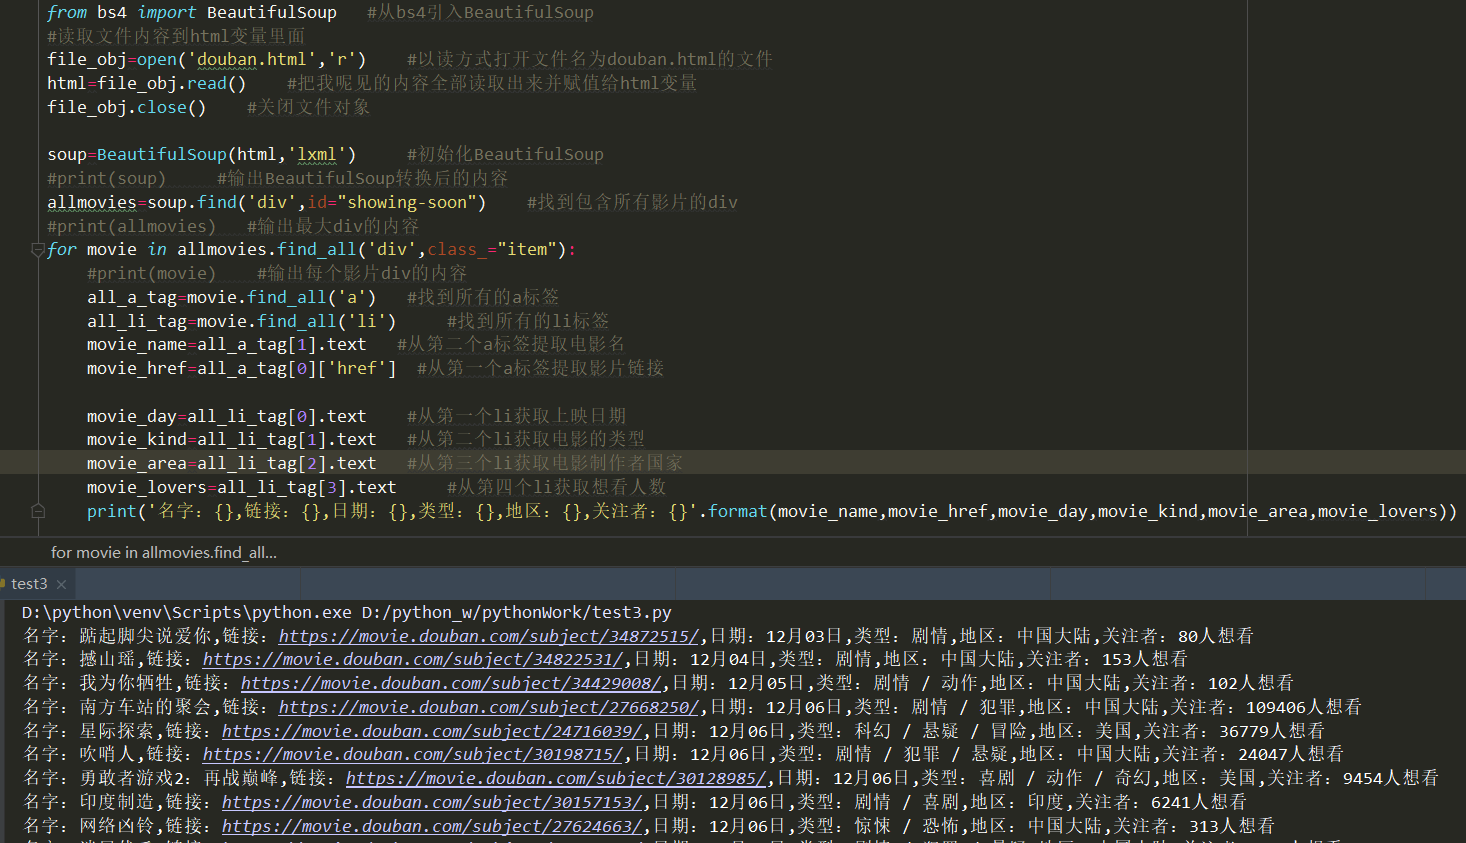 from bs4 import BeautifulSoup   #从bs4引入BeautifulSoup
#读取文件内容到html变量里面
file_obj=open('douban.html','r')    #以读方式打开文件名为douban.html的文件
html=file_obj.read()    #把我呢见的内容全部读取出来并赋值给html变量
file_obj.close()    #关闭文件对象
soup=BeautifulSoup(html,'lxml')     #初始化BeautifulSoup
#print(soup)     #输出BeautifulSoup转换后的内容
allmovies=soup.find('div',id="showing-soon")    #找到包含所有影片的div
#print(allmovies)   #输出最大div的内容
for movie in allmovies.find_all('div',class_="item"):
    #print(movie)    #输出每个影片div的内容
    all_a_tag=movie.find_all('a')   #找到所有的a标签
    all_li_tag=movie.find_all('li')     #找到所有的li标签
    movie_name=all_a_tag[1].text   #从第二个a标签提取电影名
    movie_href=all_a_tag[0]['href']  #从第一个a标签提取影片链接
    movie_day=all_li_tag[0].text    #从第一个li获取上映日期
    movie_kind=all_li_tag[1].text   #从第二个li获取电影的类型
    movie_area=all_li_tag[2].text   #从第三个li获取电影制作者国家
    movie_lovers=all_li_tag[3].text     #从第四个li获取想看人数
    print('名字：{},链接：{},日期：{},类型：{},地区：{},关注者：{}'.format(movie_name,movie_href,movie_day,movie_kind,movie_area,movie_lovers))
for movie in allmovies.find_all...
test3
D:\python\venv\Scripts\python.exe D:/python_w/pythonWork/test3.py
名字：踮起脚尖说爱你,链接：https://movie.douban.com/subject/34872515/,日期：12月03日,类型：剧情,地区：中国大陆,关注者：80人想看
名字：撼山瑶,链接：https://movie.douban.com/subject/34822531/,日期：12月04日,类型：剧情,地区：中国大陆,关注者：153人想看
名字：我为你牺牲,链接：https://movie.douban.com/subject/34429008/,日期：12月05日,类型：剧情 / 动作,地区：中国大陆,关注者：102人想看
名字：南方车站的聚会,链接：https://movie.douban.com/subject/27668250/,日期：12月06日,类型：剧情 / 犯罪,地区：中国大陆,关注者：109406人想看
名字：星际探索,链接：https://movie.douban.com/subject/24716039/,日期：12月06日,类型：科幻 / 悬疑 / 冒险,地区：美国,关注者：36779人想看
名字：吹哨人,链接：https://movie.douban.com/subject/30198715/,日期：12月06日,类型：剧情 / 犯罪 / 悬疑,地区：中国大陆,关注者：24047人想看
名字：勇敢者游戏2：再战巅峰,链接：https://movie.douban.com/subject/30128985/,日期：12月06日,类型：喜剧 / 动作 / 奇幻,地区：美国,关注者：9454人想看
名字：印度制造,链接：https://movie.douban.com/subject/30157153/,日期：12月06日,类型：剧情 / 喜剧,地区：印度,关注者：6241人想看
名字：网络凶铃,链接：https://movie.douban.com/subject/27624663/,日期：12月06日,类型：惊悚 / 恐怖,地区：中国大陆,关注者：313人想看